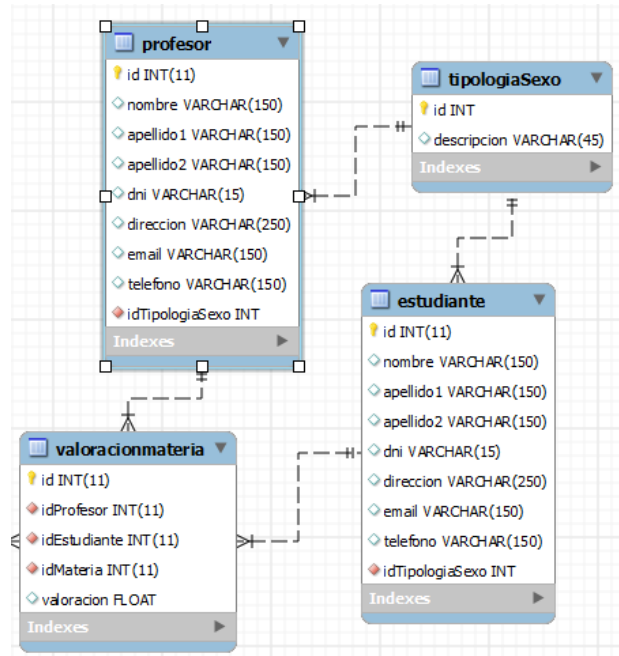 profesor
id INT(11)
nombre VARCHAR(150)
apellido1 VARCHAR(150)
apellido2 VARCHAR(150)
dni VARCHAR(15)
direccion VARCHAR(250)
email VARCHAR(150)
telefono VARCHAR(150)
idTipologiaSexo INT
Indexes
tipologiaSexo
id INT
descripcion VARCHAR(45)
Indexes
estudiante
id INT(11)
nombre VARCHAR(150)
apellido1 VARCHAR(150)
apellido2 VARCHAR(150)
dni VARCHAR(15)
direccion VARCHAR(250)
email VARCHAR(150)
telefono VARCHAR(150)
idTipologiaSexo INT
Indexes
valoracionmateria
id INT(11)
idProfesor INT(11)
idEstudiante INT(11)
idMateria INT(11)
valoracion FLOAT
Indexes